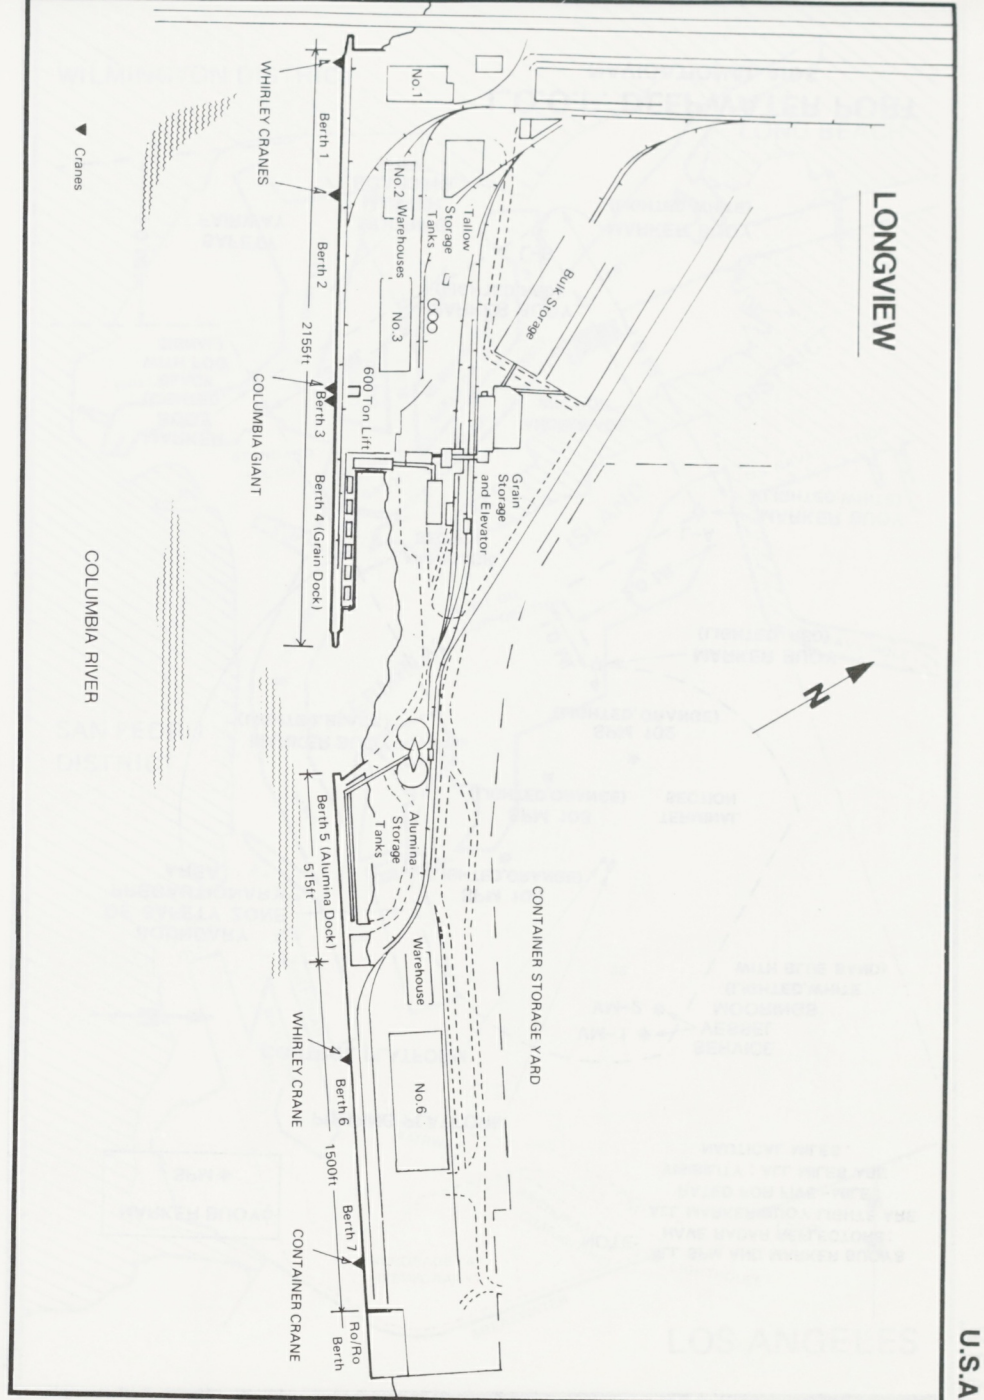 U.S.A
LONGVIEW
N
No.1
No.2
Warehouses
No.3
Tallow
Storage
Tanks
Bulk Storage
Grain
Storage
and Elevator
600 Ton Lift
WHIRLEY CRANES
Berth 1
Berth 2
2155ft
Berth 3
COLUMBIA GIANT
Berth 4 (Grain Dock)
Cranes
COLUMBIA RIVER
Alumina
Storage
Tanks
Berth 5 (Alumina Dock)
515ft
CONTAINER STORAGE YARD
Warehouse
No.6
WHIRLEY CRANE
Berth 6
1500ft
Berth 7
CONTAINER CRANE
Ro/Ro
Berth